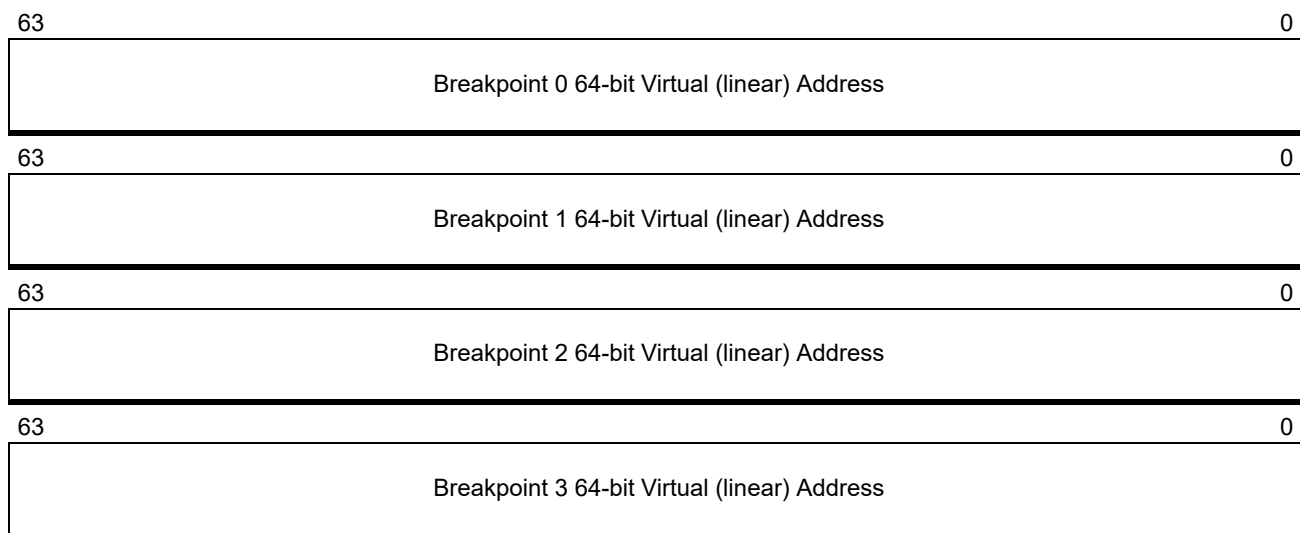 63 0
Breakpoint 0 64-bit Virtual (linear) Address
63 0
Breakpoint 1 64-bit Virtual (linear) Address
63 0
Breakpoint 2 64-bit Virtual (linear) Address
63 0
Breakpoint 3 64-bit Virtual (linear) Address